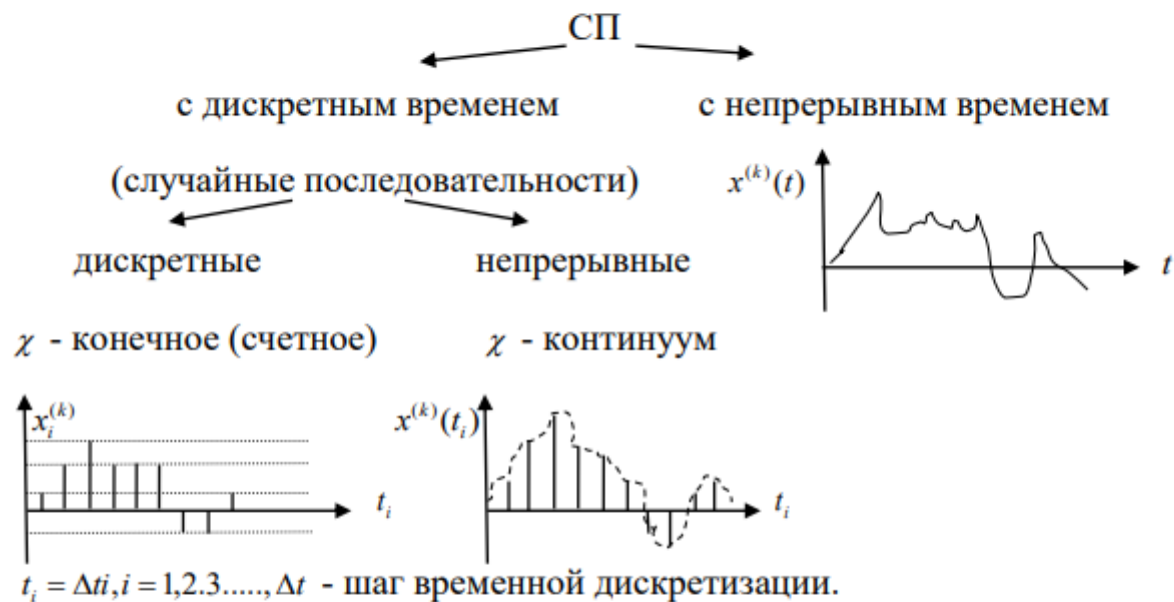 СП
с дискретным временем
с непрерывным временем
(случайные последовательности)
x^{(k)}(t)
t
дискретные
непрерывные
χ - конечное (счетное)
χ - континуум
x_i^{(k)}
t_i
x^{(k)}(t_i)
t_i
t_i = Δti, i = 1,2.3....., Δt - шаг временной дискретизации.